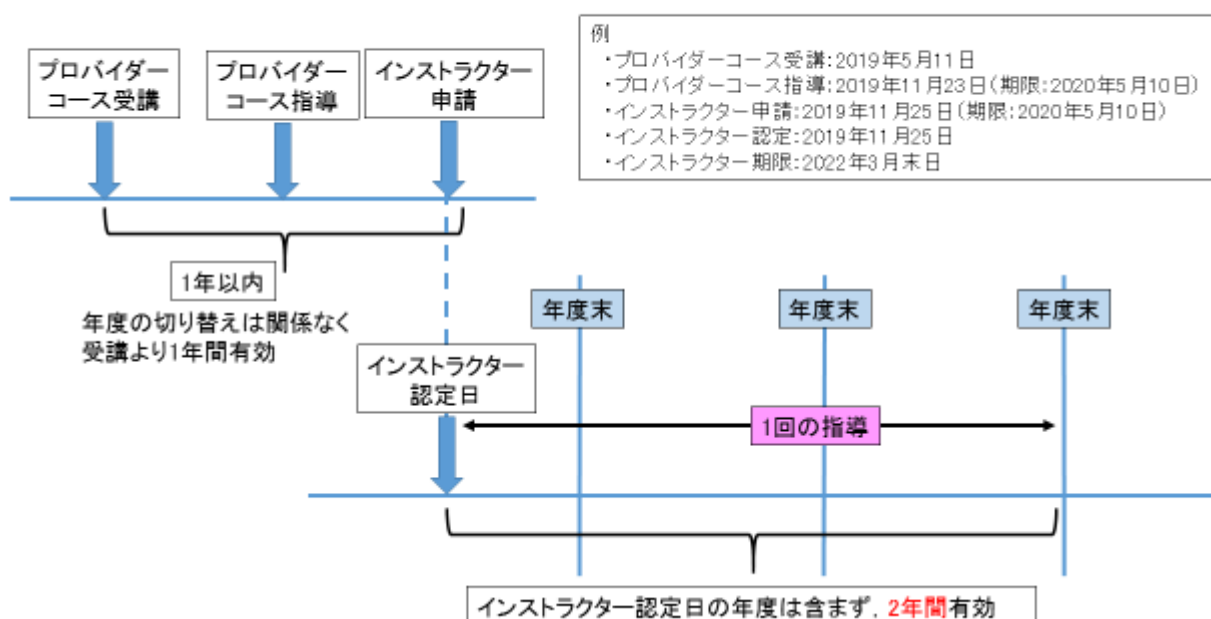 プロバイダー
コース受講
プロバイダー
コース指導
インストラクター
申請
例
・プロバイダーコース受講:2019年5月11日
・プロバイダーコース指導:2019年11月23日(期限:2020年5月10日)
・インストラクター申請:2019年11月25日(期限:2020年5月10日)
・インストラクター認定:2019年11月25日
・インストラクター期限:2022年3月末日
1年以内
年度の切り替えは関係なく
受講より1年間有効
年度末
年度末
年度末
インストラクター
認定日
1回の指導
インストラクター認定日の年度は含まず、2年間有効